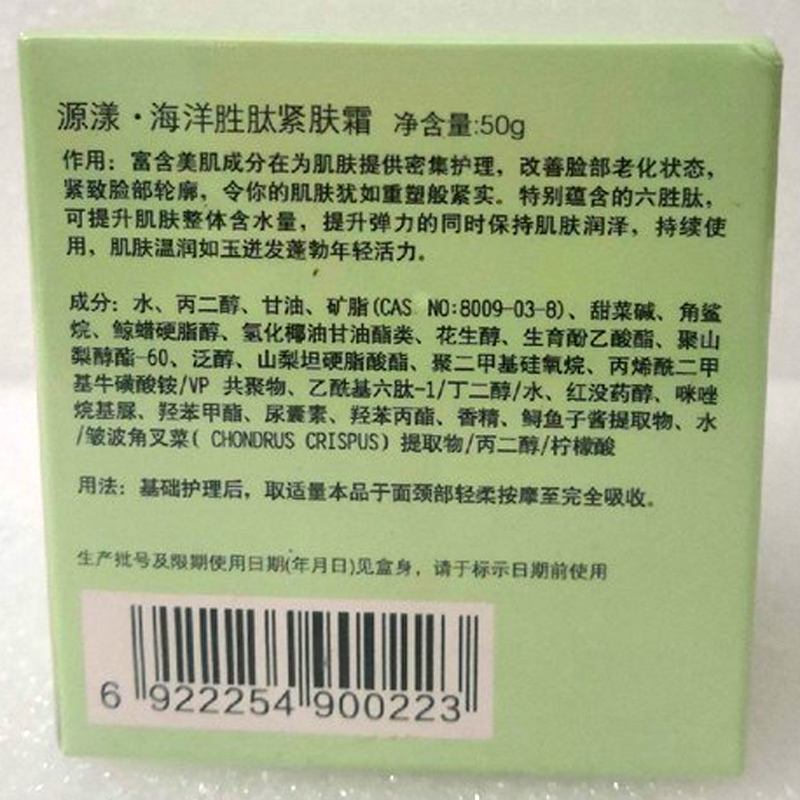 源漾·海洋胜肽紧肤霜 净含量:50g
作用：富含美肌成分在为肌肤提供密集护理，改善脸部老化状态，
紧致脸部轮廓，令你的肌肤犹如重塑般紧实。特别蕴含的六胜肽，
可提升肌肤整体含水量，提升弹力的同时保持肌肤润泽，持续使
用、肌肤温润如玉迸发蓬勃年轻活力。
成分：水、丙二醇、甘油、矿脂(CAS NO:8009-03-8)、甜菜碱、角鲨
烷、鲸蜡硬脂醇、氢化椰油甘油酯类、花生醇、生育酚乙酸酯、聚山
梨醇酯-60、泛醇、山梨坦硬脂酸酯、聚二甲基硅氧烷、丙烯酰二甲
基牛磺酸铵/VP 共聚物、乙酰基六肽-1/丁二醇/水、红没药醇、咪唑
烷基脲、羟苯甲酯、尿囊素、羟苯丙酯、香精、鲟鱼子酱提取物、水
/皱波角叉菜( CHONDRUS CRISPUS) 提取物/丙二醇/柠檬酸
用法：基础护理后，取适量本品于面颈部轻柔按摩至完全吸收。
生产批号及限期使用日期(年月日)见盒身，请于标示日期前使用
6 922254 900223